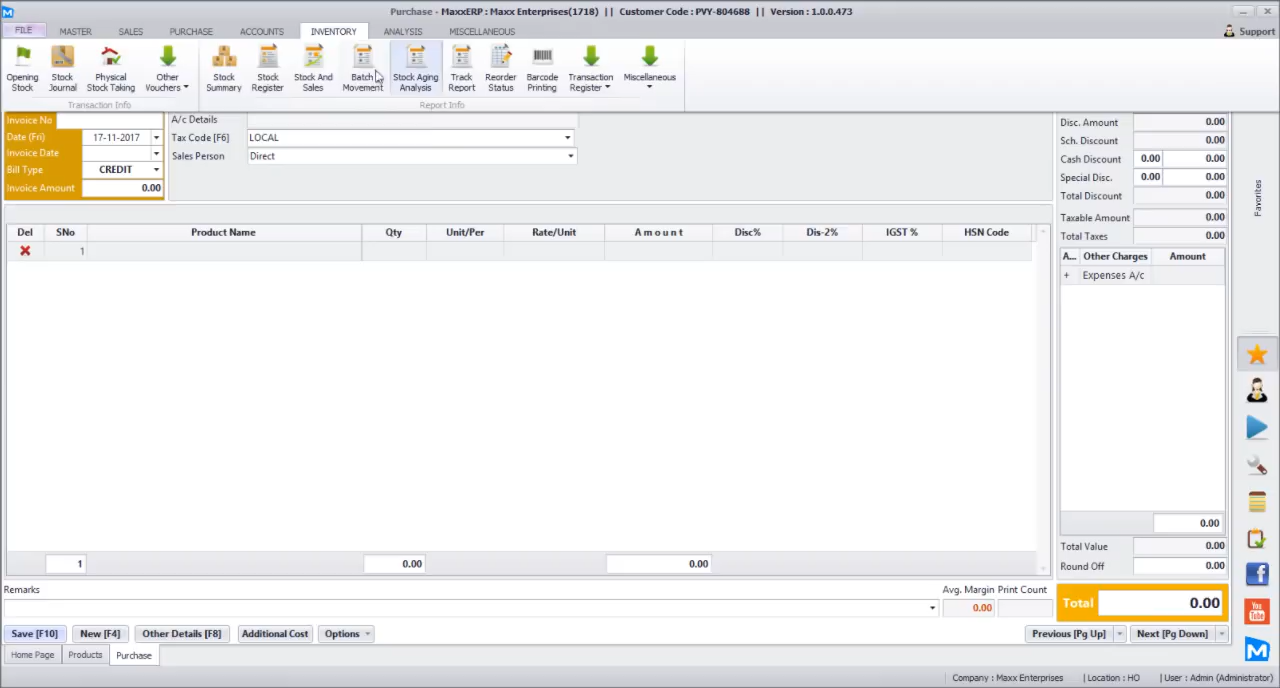 Purchase - MaxxERP : Maxx Enterprises(1718) || Customer Code : PVY-804688 || Version : 1.0.0.473
FILE MASTER SALES PURCHASE ACCOUNTS INVENTORY ANALYSIS MISCELLANEOUS Support
Opening Stock Physical Other Stock Stock Stock And Batch Stock Aging Track Reorder Barcode Transaction Miscellaneous
Stock Journal Stock Taking Vouchers Summary Register Sales Movement Analysis Report Status Printing Register
Transaction Info Report Info
Invoice No A/c Details Disc. Amount 0.00
Date (Fri) 17-11-2017 Tax Code [F6] LOCAL Sch. Discount 0.00
Invoice Date Sales Person Direct Cash Discount 0.00 0.00
Bill Type CREDIT Special Disc. 0.00 0.00
Invoice Amount 0.00 Total Discount 0.00
Favorites
Taxable Amount 0.00
Del SNo Product Name Qty Unit/Per Rate/Unit A m o u n t Disc% Dis-2% IGST % HSN Code Total Taxes 0.00
1 A... Other Charges Amount
+ Expenses A/c
0.00
Total Value 0.00
1 0.00 0.00 Round Off 0.00
Remarks Avg. Margin Print Count
0.00 Total 0.00
Save [F10] New [F4] Other Details [F8] Additional Cost Options Previous [Pg Up] Next [Pg Down]
Home Page Products Purchase
Company : Maxx Enterprises | Location : HO | User : Admin (Administrator)
You
Tube